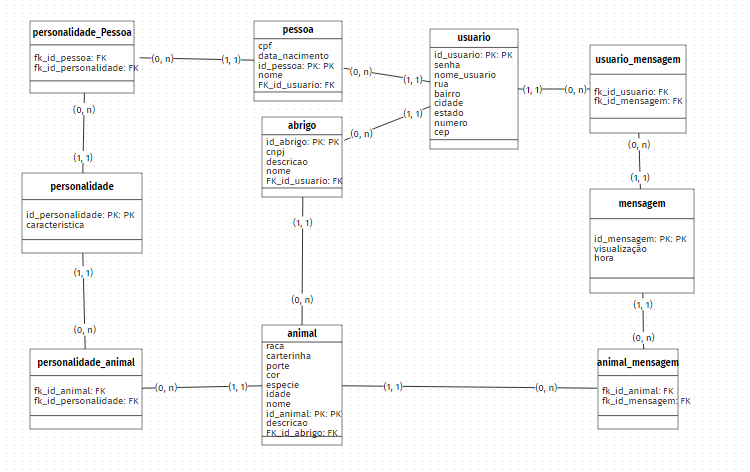 personalidade_Pessoa
fk_id_pessoa: FK
fk_id_personalidade: FK
(0, n)
(1, 1)
pessoa
cpf
data_nacimento
id_pessoa: PK: PK
nome
FK_id_usuario: FK
(0, n)
(1, 1)
usuario
id_usuario: PK: PK
senha
nome_usuario
rua
bairro
cidade
estado
numero
cep
(1, 1)
(0, n)
usuario_mensagem
fk_id_usuario: FK
fk_id_mensagem: FK
abrigo
id_abrigo: PK: PK
cnpj
descricao
nome
FK_id_usuario: FK
(0, n)
(1, 1)
(0, n)
(1, 1)
personalidade
id_personalidade: PK: PK
caracteristica
(0, n)
(1, 1)
mensagem
id_mensagem: PK: PK
visualização
hora
(1, 1)
(0, n)
(1, 1)
(0, n)
(1, 1)
(0, n)
personalidade_animal
fk_id_animal: FK
fk_id_personalidade: FK
(0, n)
(1, 1)
animal
raca
carterinha
porte
cor
especie
idade
nome
id_animal: PK: PK
descricao
FK_id_abrigo: FK
(1, 1)
(0, n)
animal_mensagem
fk_id_animal: FK
fk_id_mensagem: FK